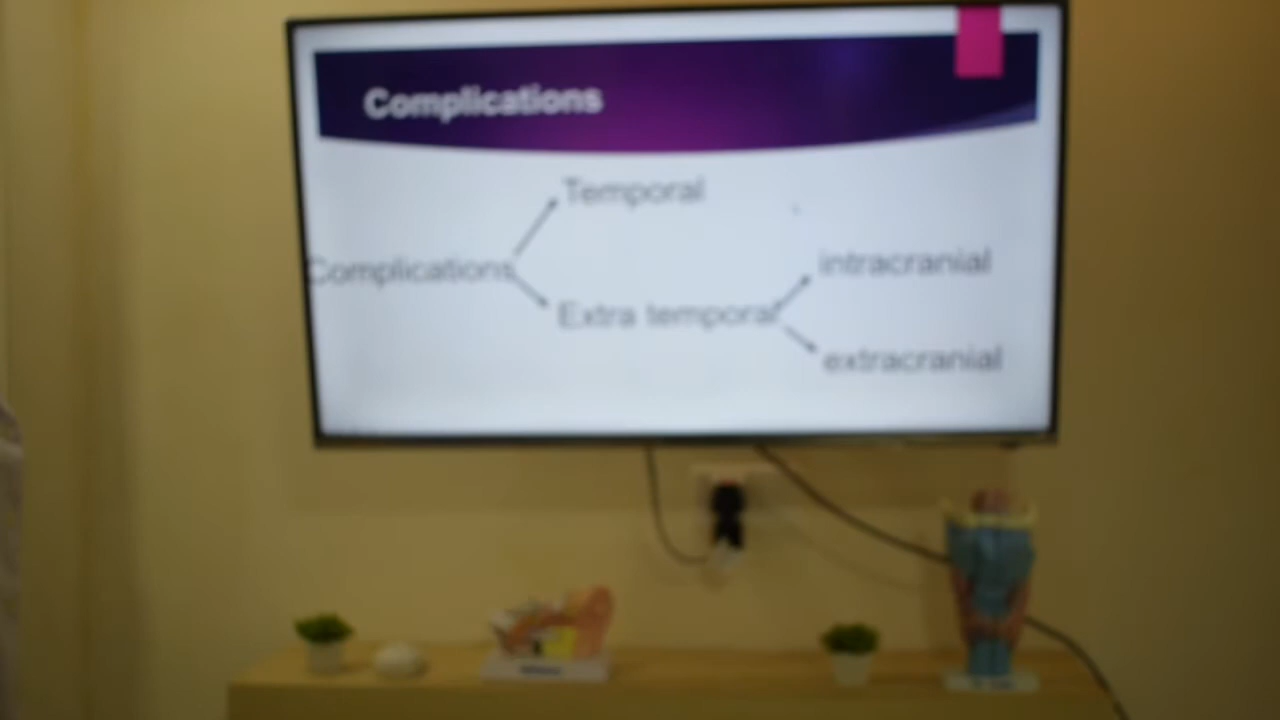 Complications
Temporal
Complications
intracranial
Extra temporal
extracranial